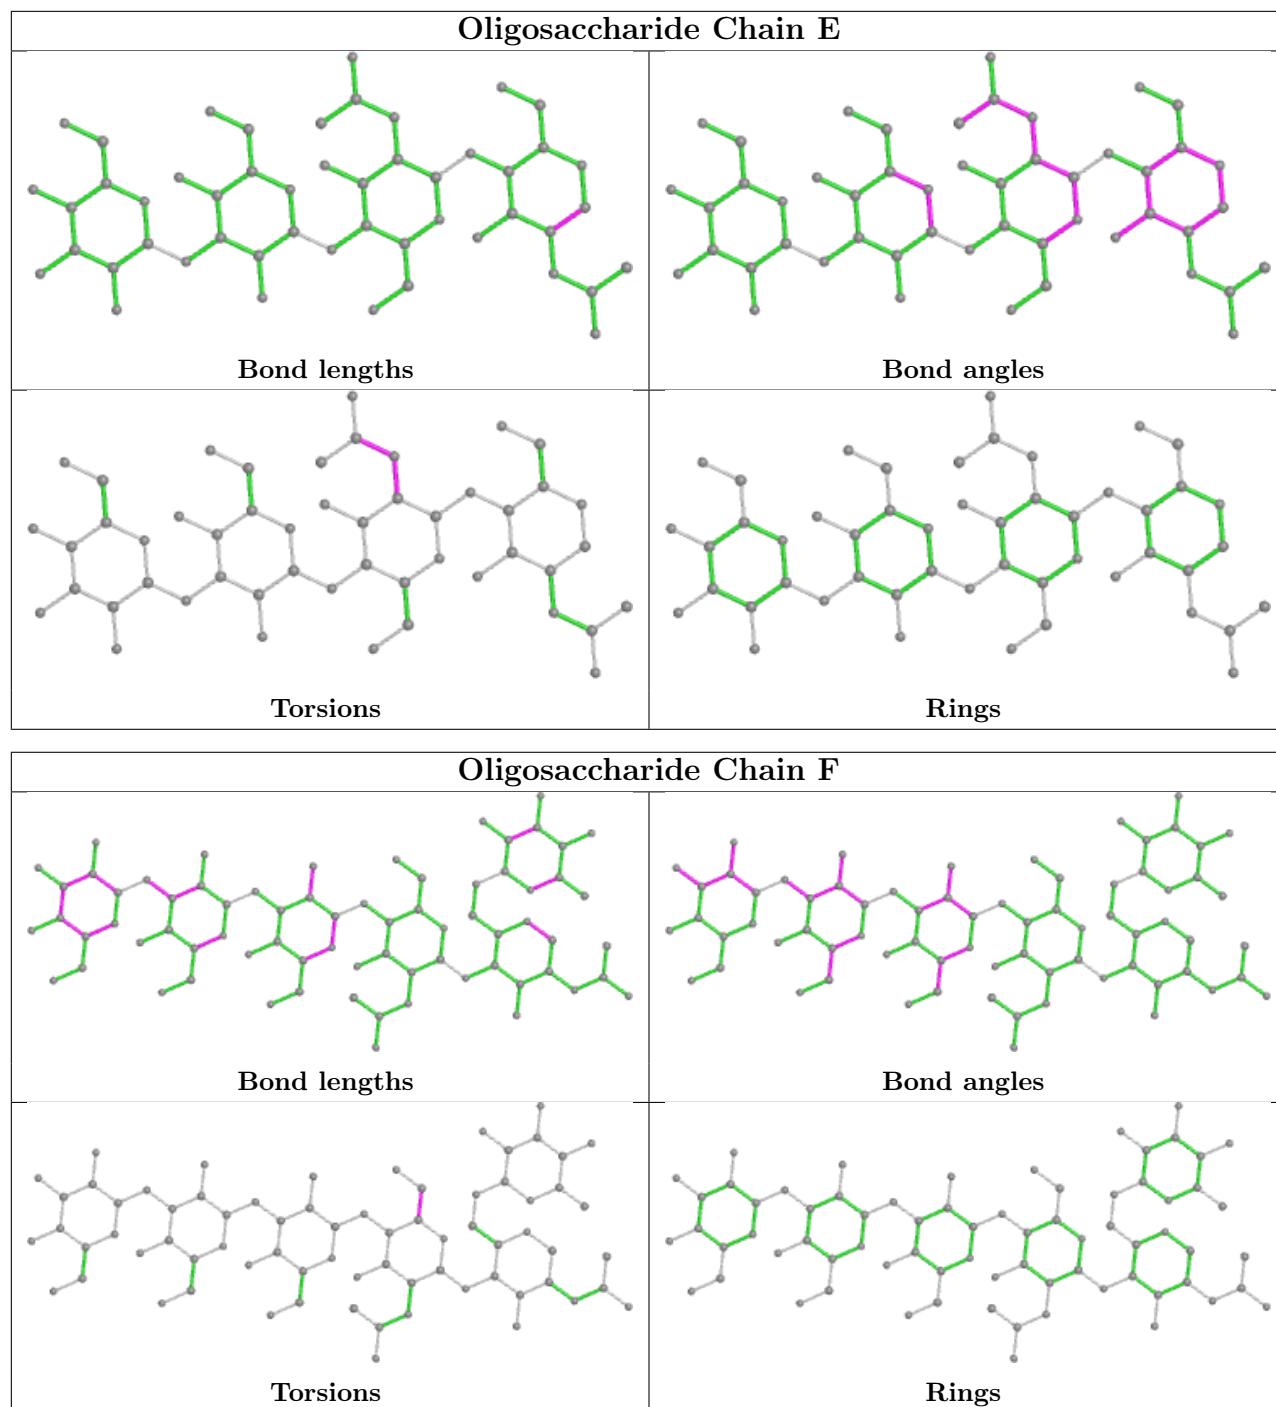 Oligosaccharide Chain E
Bond lengths
Bond angles
Torsions
Rings
Oligosaccharide Chain F
Bond lengths
Bond angles
Torsions
Rings